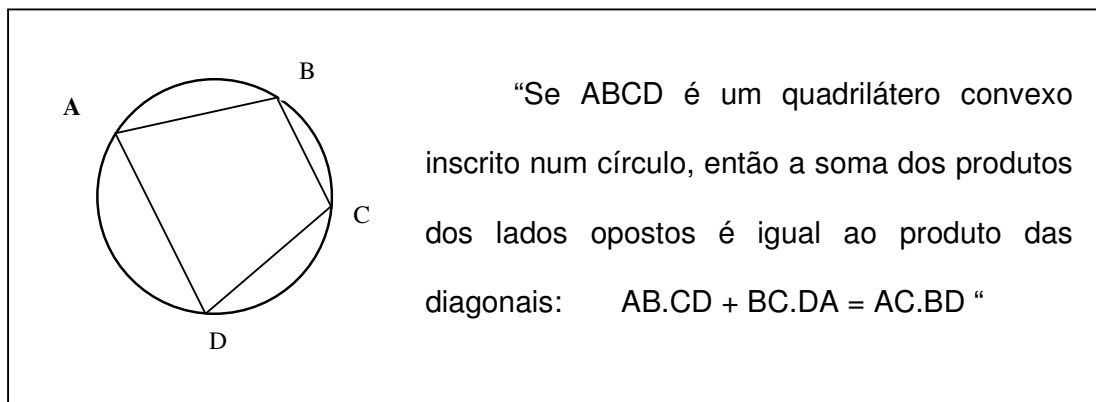 B
A
“Se ABCD é um quadrilátero convexo
inscrito num círculo, então a soma dos produtos
dos lados opostos é igual ao produto das
diagonais: AB.CD + BC.DA = AC.BD “
C
D